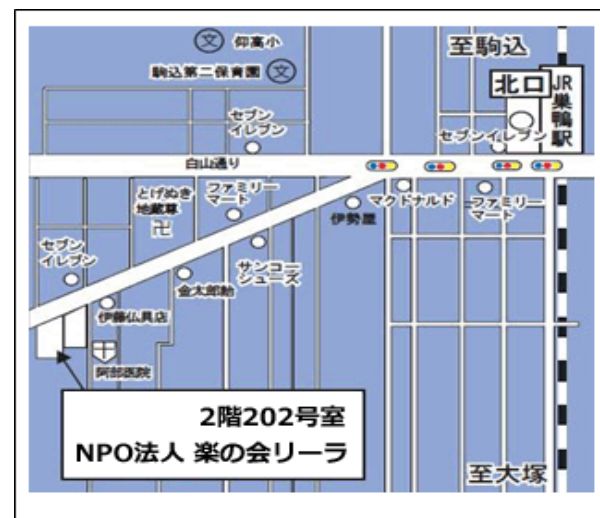 文 仰高小
至駒込
駒込第二保育園 文
北口
JR
巣鴨駅
セブン
イレブン
セブンイレブン
白山通り
とげぬき
地蔵尊
卍
ファミリー
マート
マクドナルド
ファミリー
マート
伊勢屋
セブン
イレブン
サンコー
シューズ
金太郎飴
伊藤仏具店
阿部医院
2階202号室
NPO法人 楽の会リーラ
至大塚